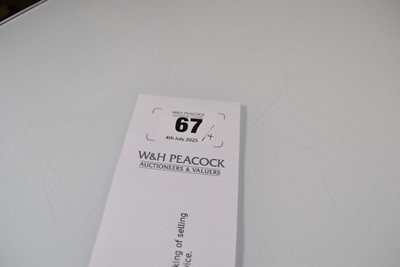 W&H PEACOCK
67
4th July 2025
W&H PEACOCK
AUCTIONEERS & VALUERS
king of selling
vice.